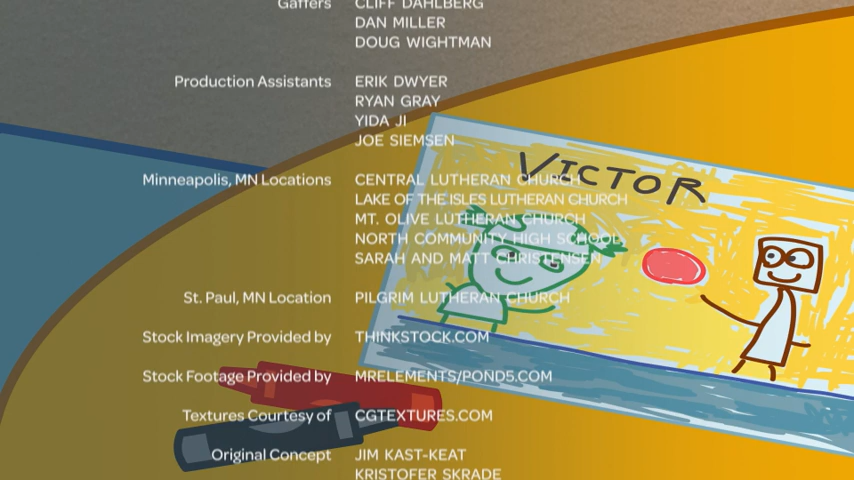 Gaffers CLIFF DAHLBERG
DAN MILLER
DOUG WIGHTMAN
Production Assistants ERIK DWYER
RYAN GRAY
YIDA JI
JOE SIEMSEN
VICTOR
Minneapolis, MN Locations CENTRAL LUTHERAN CHURCH
LAKE OF THE ISLES LUTHERAN CHURCH
MT. OLIVE LUTHERAN CHURCH
NORTH COMMUNITY HIGH SCHOOL
SARAH AND MATT CHRISTENSEN
St. Paul, MN Location PILGRIM LUTHERAN CHURCH
Stock Imagery Provided by THINKSTOCK.COM
Stock Footage Provided by MRELEMENTS/POND5.COM
Textures Courtesy of CGTEXTURES.COM
Original Concept JIM KAST-KEAT
KRISTOFER SKRADE